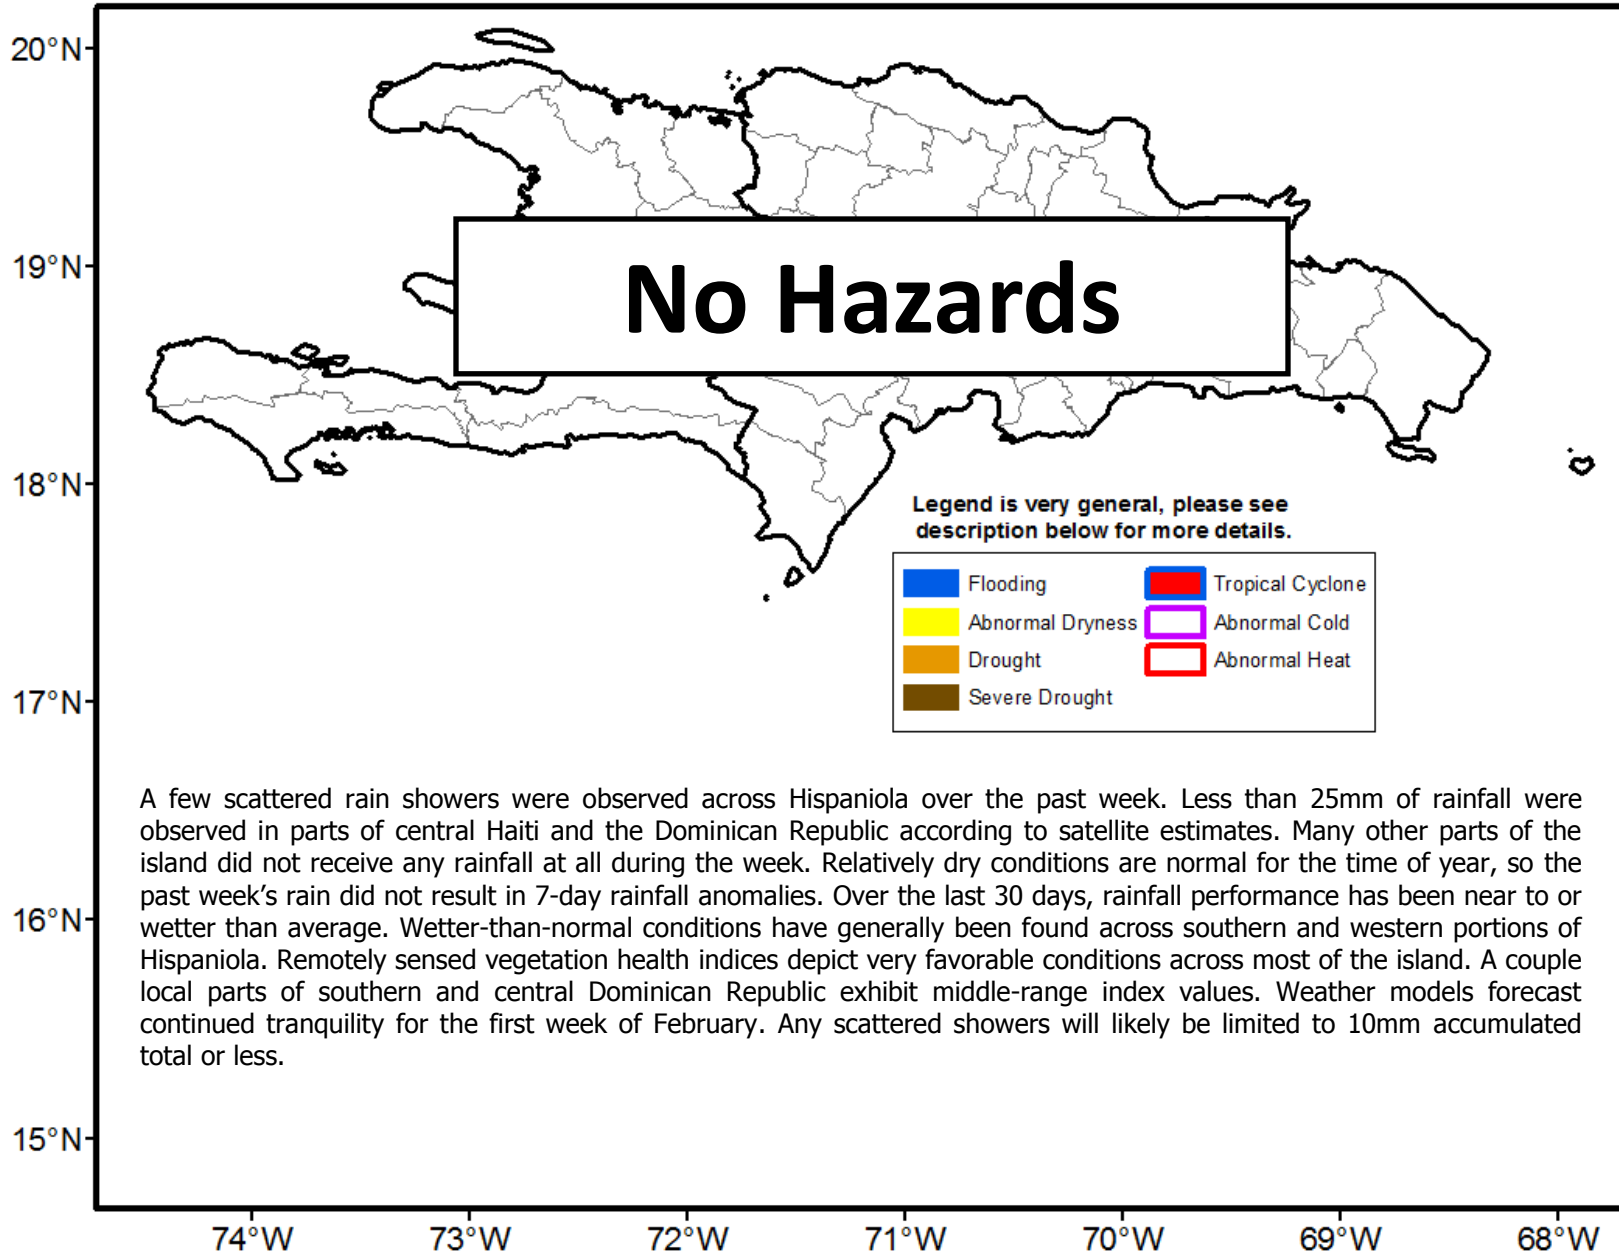 20°N
19°N
18°N
17°N
16°N
15°N
No Hazards
Legend is very general, please see
description below for more details.
Flooding
Tropical Cyclone
Abnormal Dryness
Abnormal Cold
Drought
Abnormal Heat
Severe Drought
A few scattered rain showers were observed across Hispaniola over the past week. Less than 25mm of rainfall were
observed in parts of central Haiti and the Dominican Republic according to satellite estimates. Many other parts of the
island did not receive any rainfall at all during the week. Relatively dry conditions are normal for the time of year, so the
past week’s rain did not result in 7-day rainfall anomalies. Over the last 30 days, rainfall performance has been near to or
wetter than average. Wetter-than-normal conditions have generally been found across southern and western portions of
Hispaniola. Remotely sensed vegetation health indices depict very favorable conditions across most of the island. A couple
local parts of southern and central Dominican Republic exhibit middle-range index values. Weather models forecast
continued tranquility for the first week of February. Any scattered showers will likely be limited to 10mm accumulated
total or less.
74°W
73°W
72°W
71°W
70°W
69°W
68°W